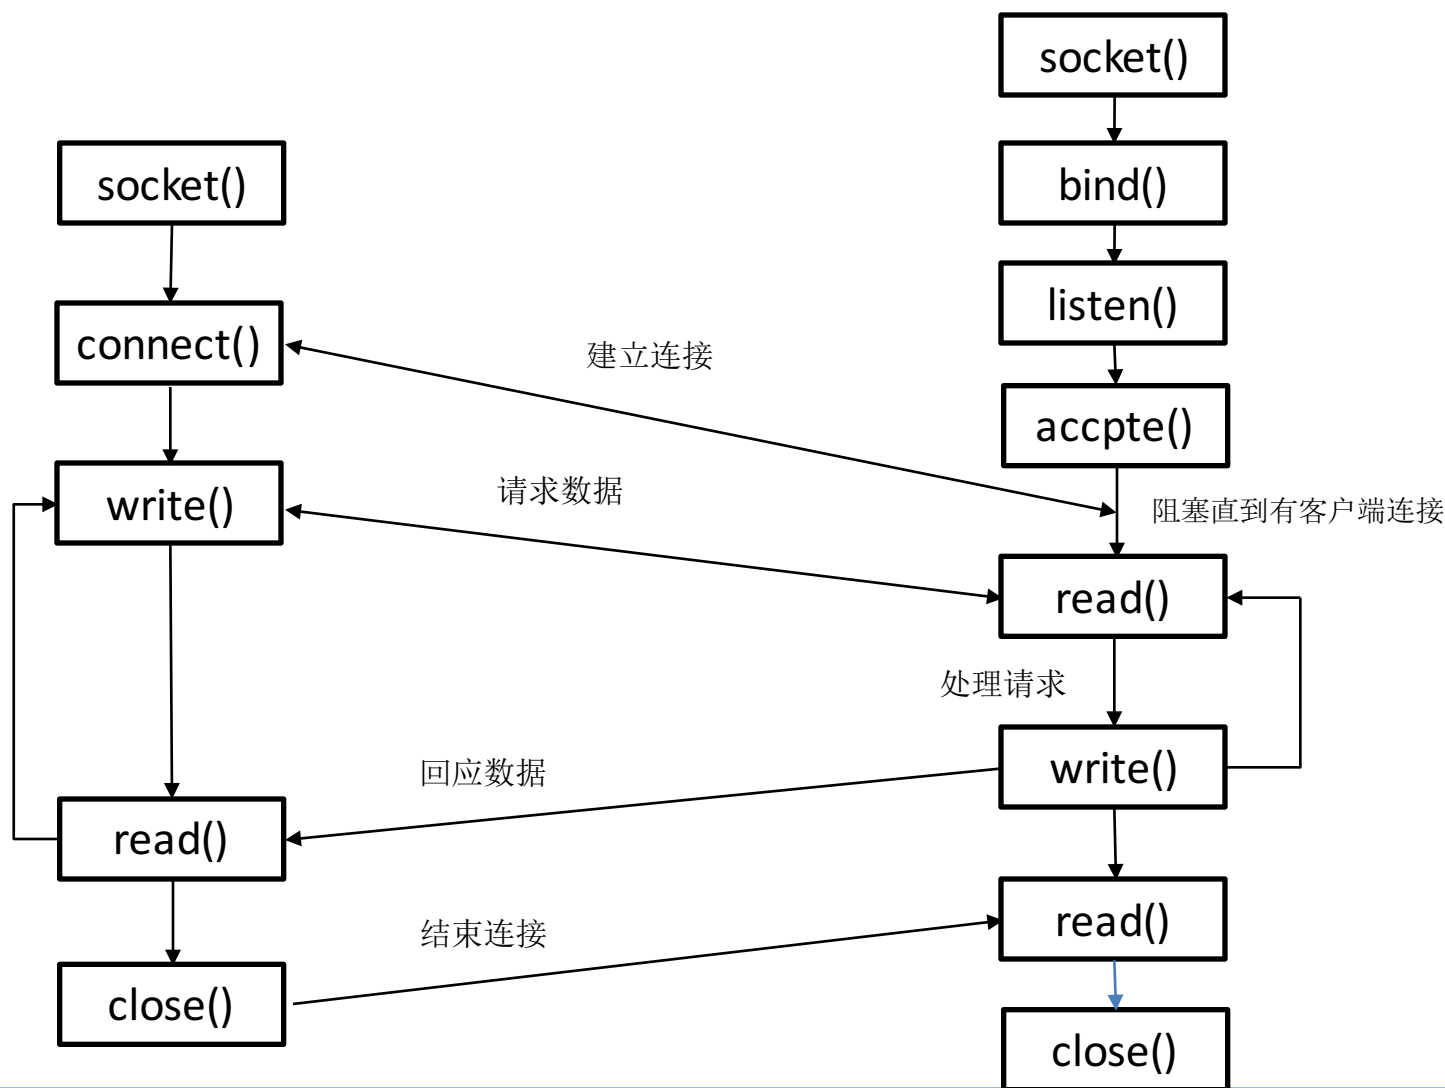 socket()
bind()
socket()
listen()
connect()
建立连接
accpte()
write()
请求数据
阻塞直到有客户端连接
read()
处理请求
回应数据
write()
read()
结束连接
read()
close()
close()